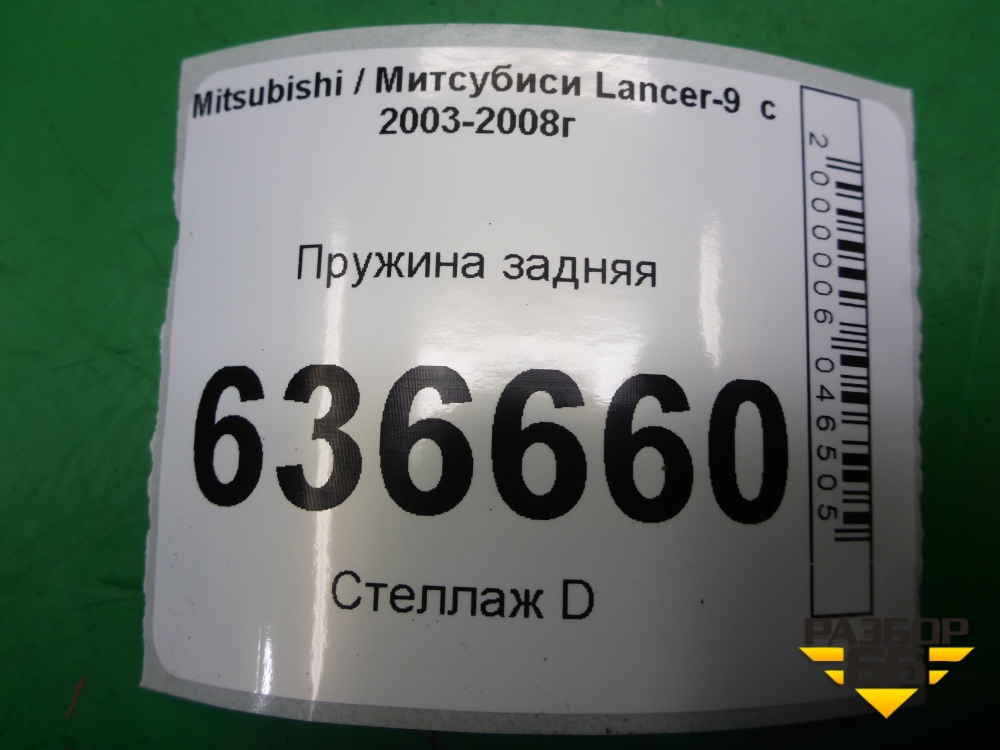 Mitsubishi / Митсубиси Lancer-9 с
2003-2008г
Пружина задняя
636660
Стеллаж D
2000006046505
РАЗБОР
66